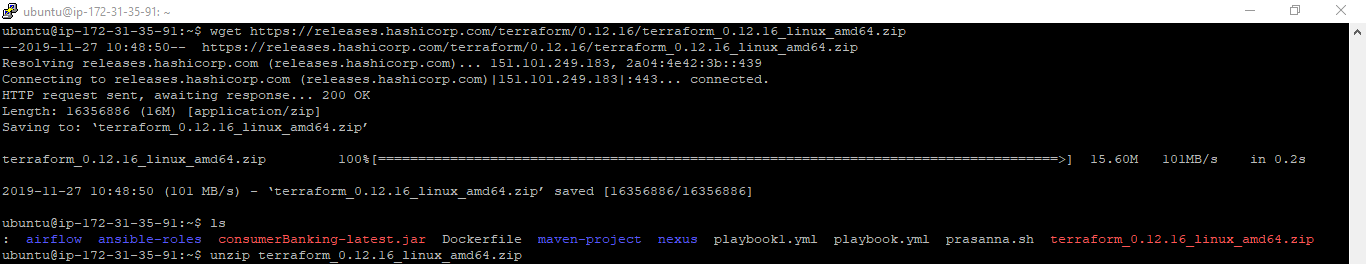 ubuntu@ip-172-31-35-91: ~
ubuntu@ip-172-31-35-91:~$ wget https://releases.hashicorp.com/terraform/0.12.16/terraform_0.12.16_linux_amd64.zip
--2019-11-27 10:48:50--  https://releases.hashicorp.com/terraform/0.12.16/terraform_0.12.16_linux_amd64.zip
Resolving releases.hashicorp.com (releases.hashicorp.com)... 151.101.249.183, 2a04:4e42:3b::439
Connecting to releases.hashicorp.com (releases.hashicorp.com)|151.101.249.183|:443... connected.
HTTP request sent, awaiting response... 200 OK
Length: 16356886 (16M) [application/zip]
Saving to: ‘terraform_0.12.16_linux_amd64.zip’
terraform_0.12.16_linux_amd64.zip         100%[=====================================================================================>]  15.60M   101MB/s    in 0.2s
2019-11-27 10:48:50 (101 MB/s) - ‘terraform_0.12.16_linux_amd64.zip’ saved [16356886/16356886]
ubuntu@ip-172-31-35-91:~$ ls
:  airflow  ansible-roles  consumerBanking-latest.jar  Dockerfile  maven-project  nexus  playbook1.yml  playbook.yml  prasanna.sh  terraform_0.12.16_linux_amd64.zip
ubuntu@ip-172-31-35-91:~$ unzip terraform_0.12.16_linux_amd64.zip